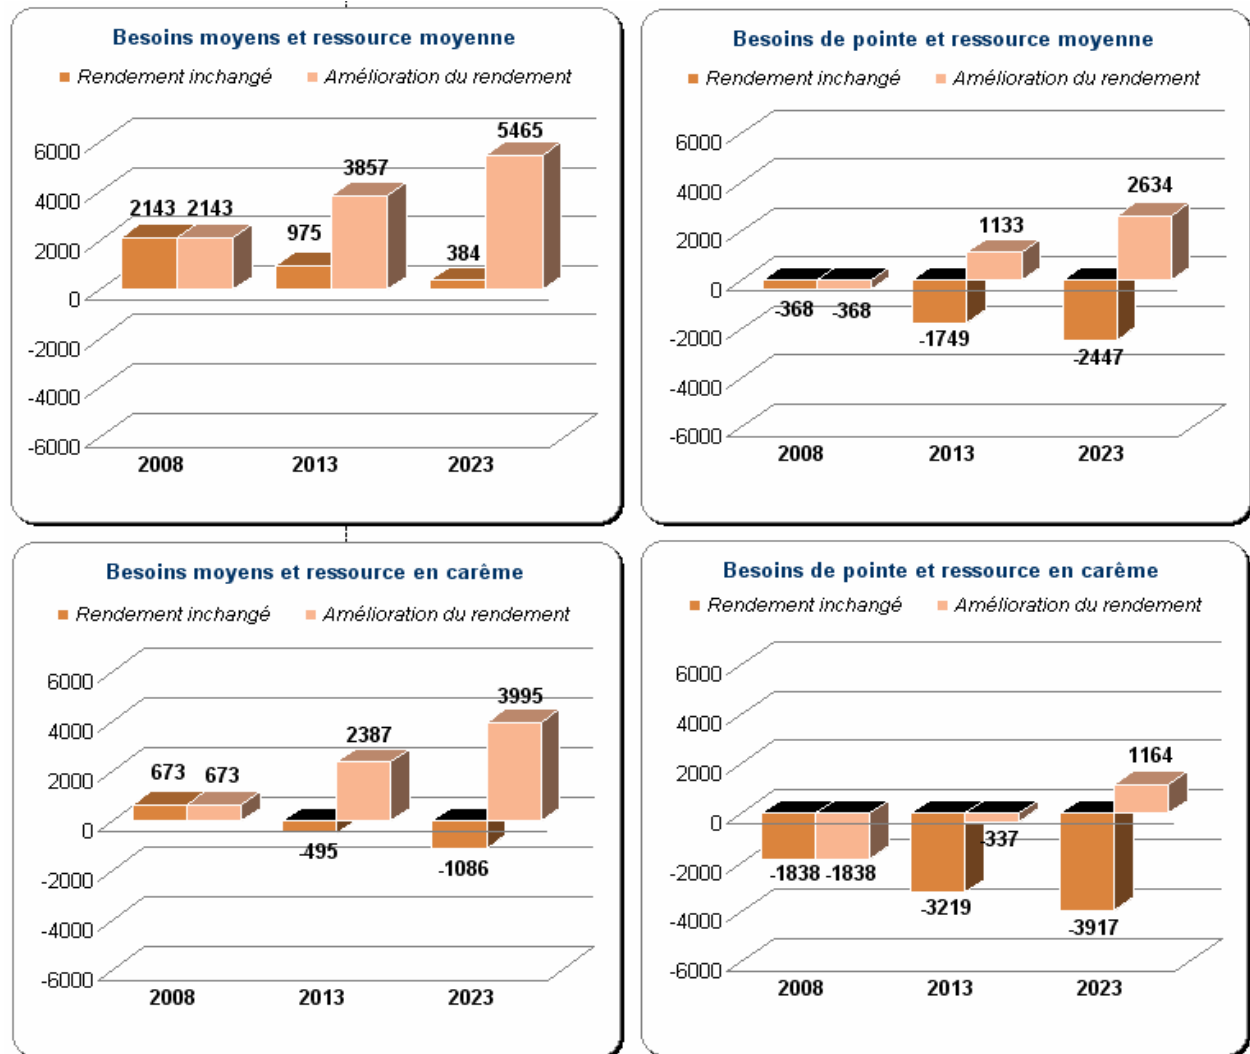 Besoins moyens et ressource moyenne
Rendement inchangé Amélioration du rendement
6000
4000
2000
0
-2000
-4000
-6000
2143 2143 975 3857 384 5465
2008 2013 2023
Besoins de pointe et ressource moyenne
Rendement inchangé Amélioration du rendement
6000
4000
2000
0
-2000
-4000
-6000
-368 -368 -1749 1133 -2447 2634
2008 2013 2023
Besoins moyens et ressource en carême
Rendement inchangé Amélioration du rendement
6000
4000
2000
0
-2000
-4000
-6000
673 673 -495 2387 -1086 3995
2008 2013 2023
Besoins de pointe et ressource en carême
Rendement inchangé Amélioration du rendement
6000
4000
2000
0
-2000
-4000
-6000
-1838 -1838 -3219 -337 -3917 1164
2008 2013 2023